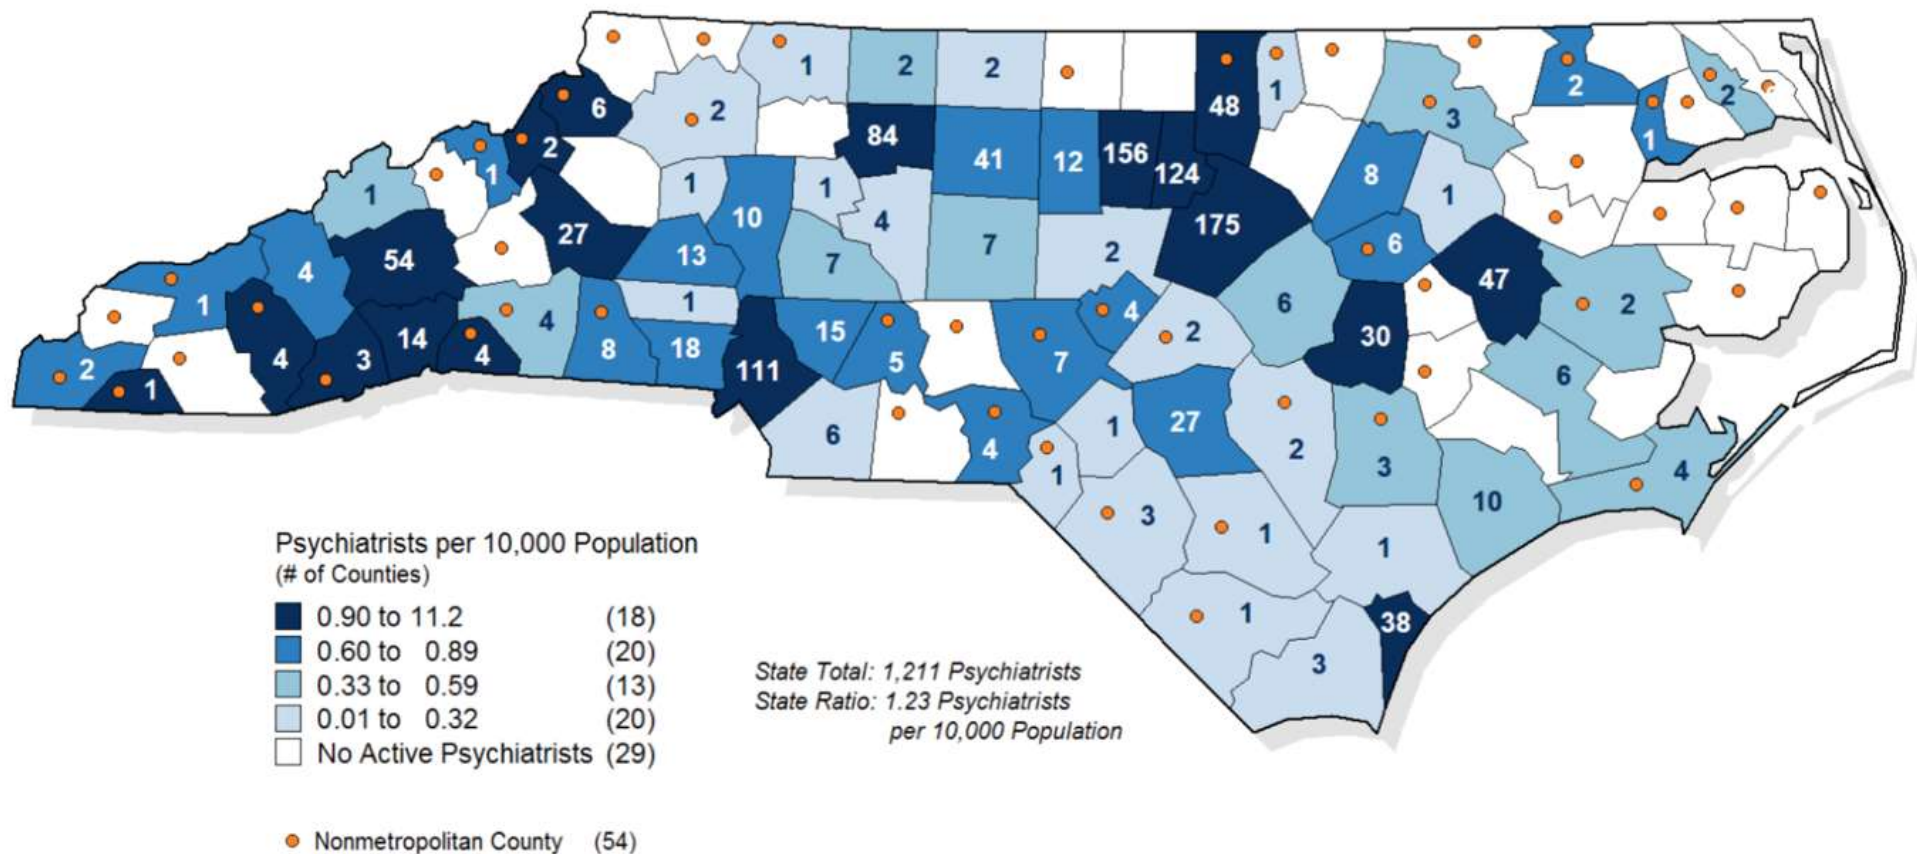 1 2 2 48 1 2 2
6 2 84 41 12 156 124 3 1
2 1 1 1 1 10 4 175 8 1
1 27 13 7 7 2 6
4 54 1 47 2
1 4 14 4 4 8 18 15 5 4 2 6 30 6
2 1 3 111 7
6 4 1 27 2 3 4
1 10
3 1 1
1 38
3
Psychiatrists per 10,000 Population
(# of Counties)
0.90 to 11.2 (18)
0.60 to 0.89 (20)
0.33 to 0.59 (13)
0.01 to 0.32 (20)
No Active Psychiatrists (29)
State Total: 1,211 Psychiatrists
State Ratio: 1.23 Psychiatrists
per 10,000 Population
Nonmetropolitan County (54)